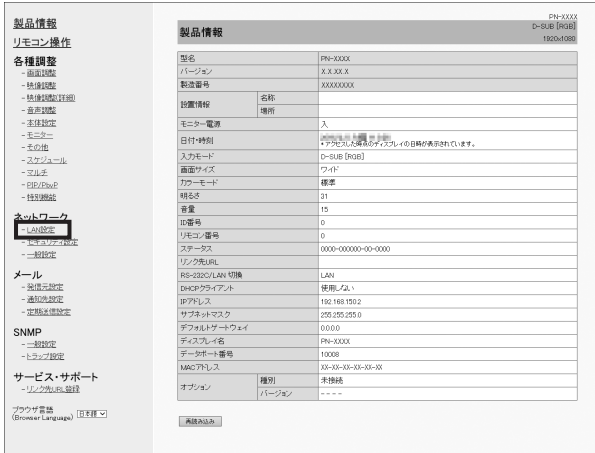 PN-XXXX
D-SUB [RGB]
1920x1080
製品情報
リモコン操作
各種調整
- 画面調整
- 映像調整
- 映像調整(詳細)
- 音声調整
- 本体設定
- モニター
- その他
- スケジュール
- マルチ
- PIP/PbyP
- 特別機能
ネットワーク
- LAN設定
- セキュリティ設定
- 一般設定
メール
- 発信元設定
- 通知先設定
- 定期送信設定
SNMP
- 一般設定
- トラップ設定
サービス・サポート
- リンク先URL登録
ブラウザ言語
(Browser Language) 日本語
製品情報
型名 PN-XXXX
バージョン X.X.XX.X
製造番号 XXXXXXXX
設置情報 名称
場所
モニター電源 入
日付・時刻
* アクセスした時点のディスプレイの日時が表示されています。
入力モード D-SUB [RGB]
画面サイズ ワイド
カラーモード 標準
明るさ 31
音量 15
ID番号 0
リモコン番号 0
ステータス 0000-000000-00-0000
リンク先URL
RS-232C/LAN 切換 LAN
DHCPクライアント 使用しない
IPアドレス 192.168.150.2
サブネットマスク 255.255.255.0
デフォルトゲートウェイ 0.0.0.0
ディスプレイ名 PN-XXXX
データポート番号 10008
MACアドレス XX-XX-XX-XX-XX-XX
オプション 種別 未接続
バージョン - - - -
再読み込み